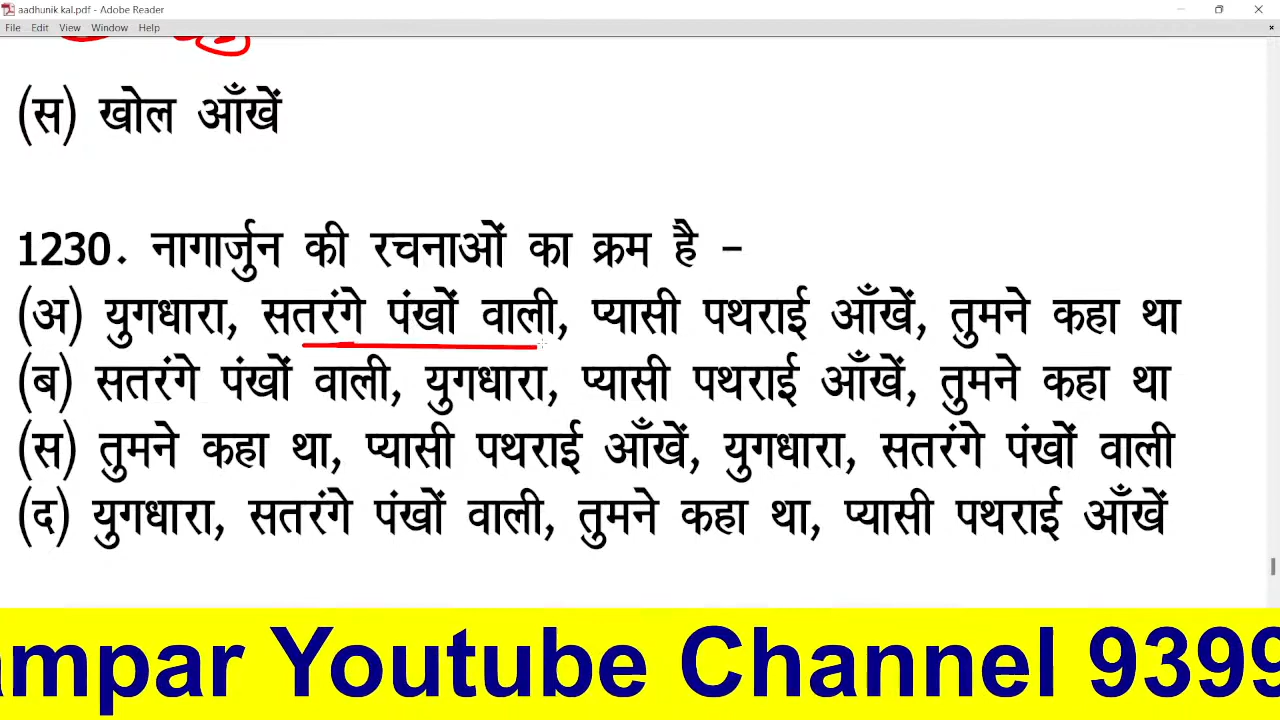 aadhunik kal.pdf - Adobe Reader
File Edit View Window Help
(स) खोल आँखें
1230. नागार्जुन की रचनाओं का क्रम है -
(अ) युगधारा, सतरंगे पंखों वाली, प्यासी पथराई आँखें, तुमने कहा था
(ब) सतरंगे पंखों वाली, युगधारा, प्यासी पथराई आँखें, तुमने कहा था
(स) तुमने कहा था, प्यासी पथराई आँखें, युगधारा, सतरंगे पंखों वाली
(द) युगधारा, सतरंगे पंखों वाली, तुमने कहा था, प्यासी पथराई आँखें
ampar Youtube Channel 9399